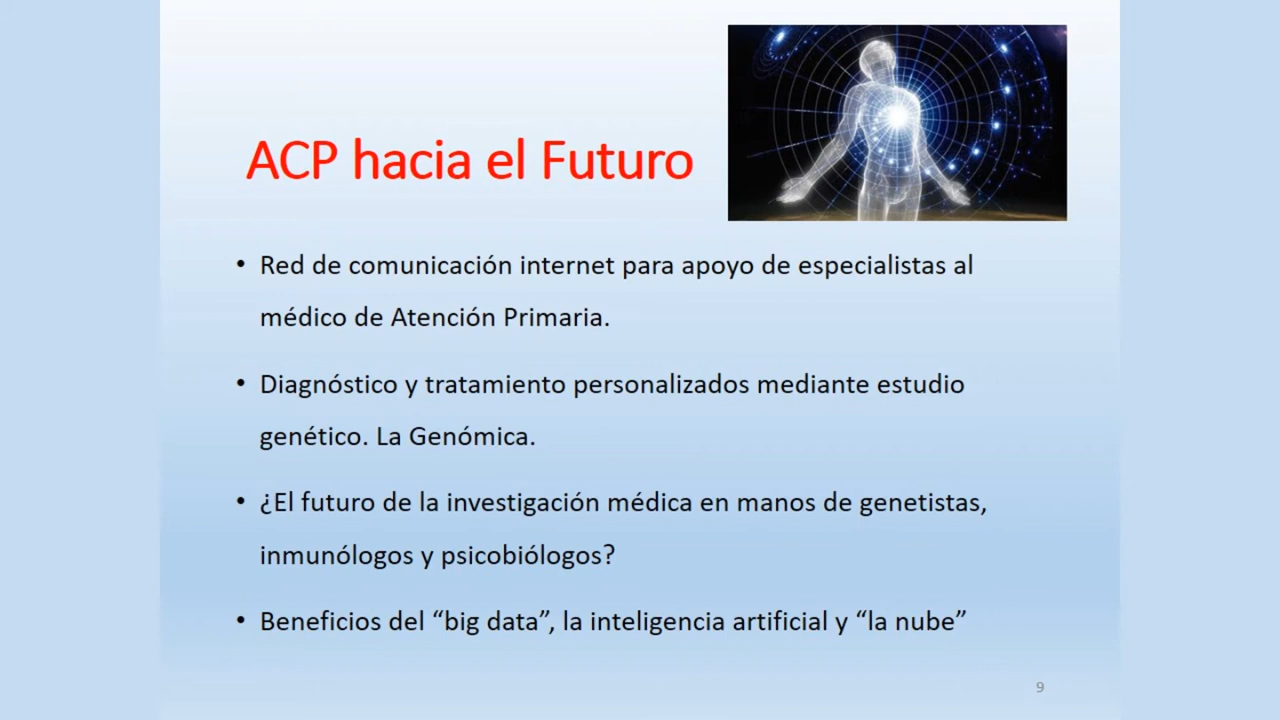 ACP hacia el Futuro
• Red de comunicación internet para apoyo de especialistas al
médico de Atención Primaria.
• Diagnóstico y tratamiento personalizados mediante estudio
genético. La Genómica.
• ¿El futuro de la investigación médica en manos de genetistas,
inmunólogos y psicobiólogos?
• Beneficios del “big data”, la inteligencia artificial y “la nube”
9